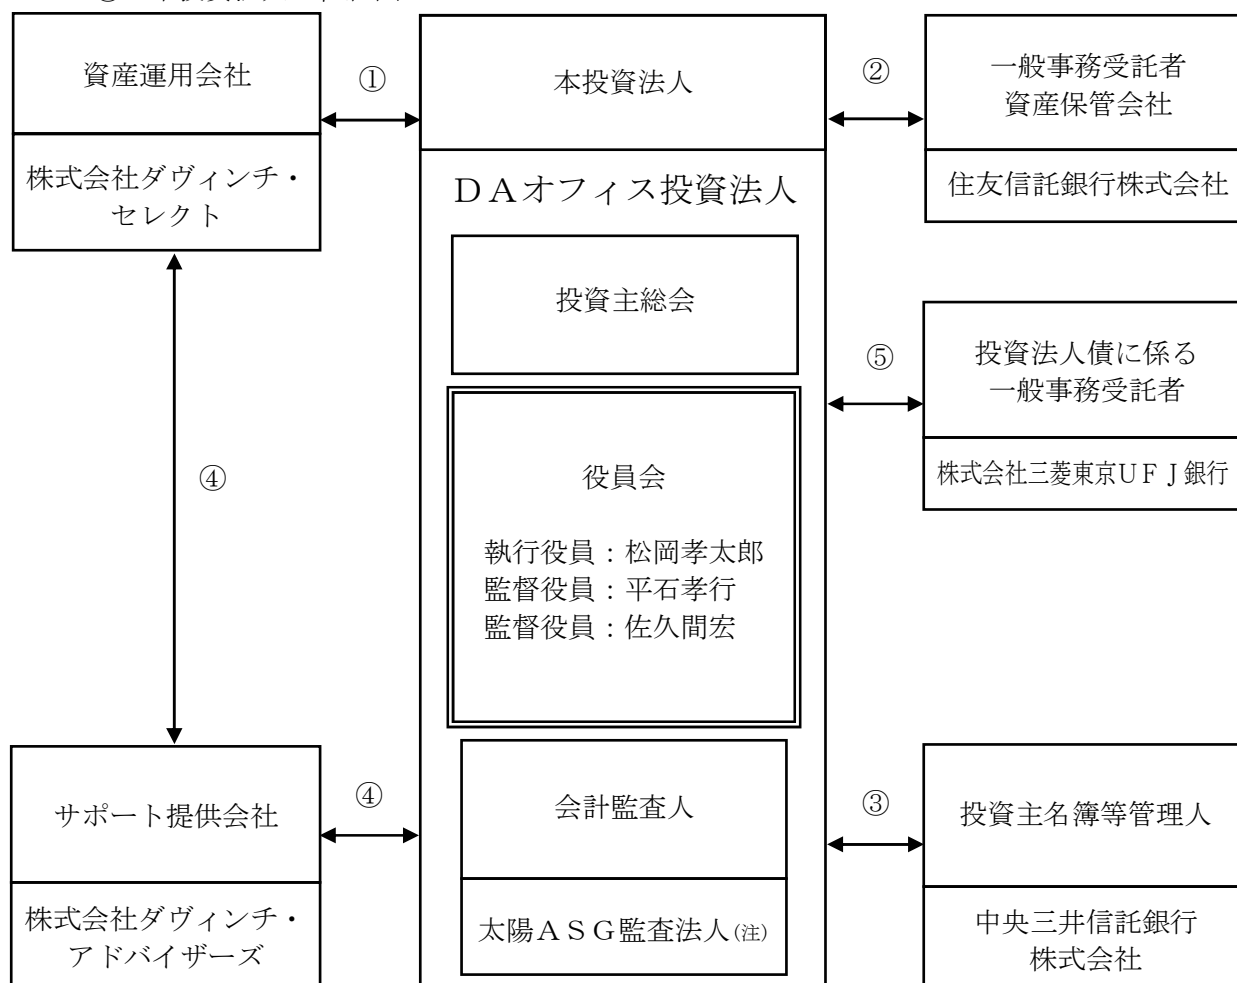 資産運用会社
株式会社ダヴィンチ・
セレクト
①
本投資法人
ＤＡオフィス投資法人
②
一般事務受託者
資産保管会社
住友信託銀行株式会社
投資主総会
⑤
投資法人債に係る
一般事務受託者
株式会社三菱東京ＵＦＪ銀行
④
役員会
執行役員：松岡孝太郎
監督役員：平石孝行
監督役員：佐久間宏
サポート提供会社
株式会社ダヴィンチ・
アドバイザーズ
④
会計監査人
太陽ＡＳＧ監査法人(注)
③
投資主名簿等管理人
中央三井信託銀行
株式会社